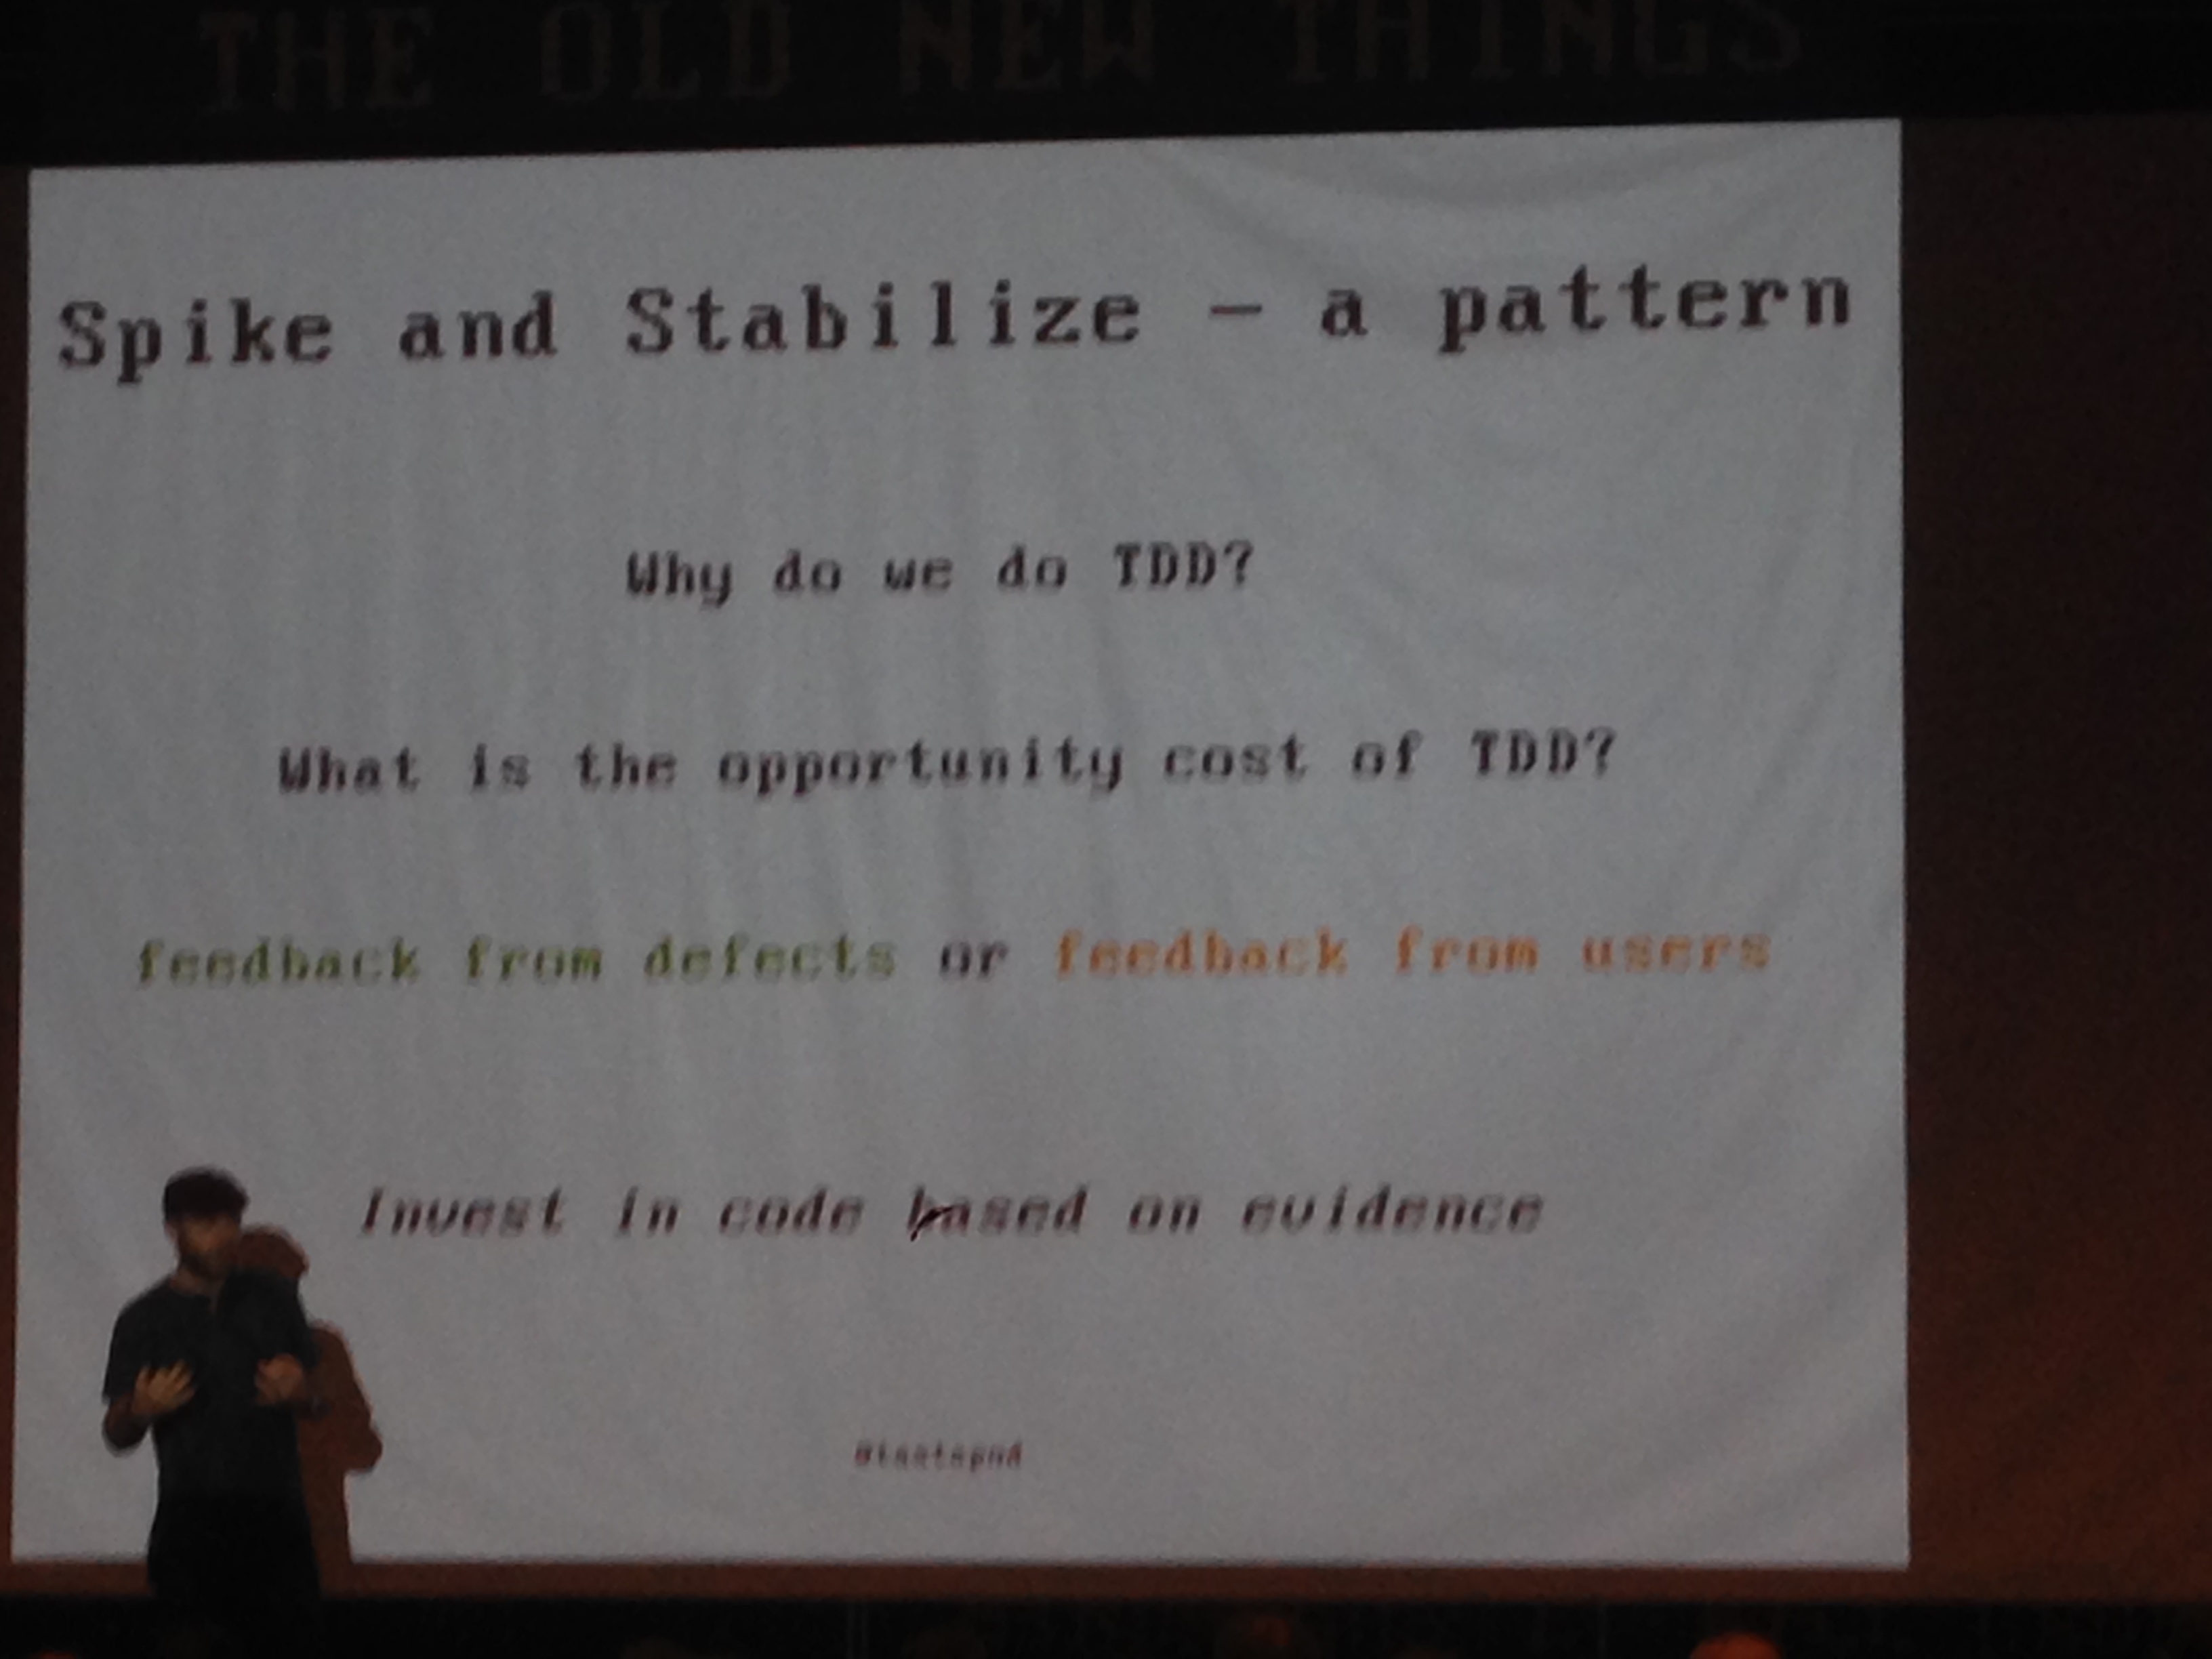 THE OLD NEW THINGS
Spike and Stabilize – a pattern
Why do we do TDD?
What is the opportunity cost of TDD?
feedback from defects or feedback from users
Invest in code based on evidence